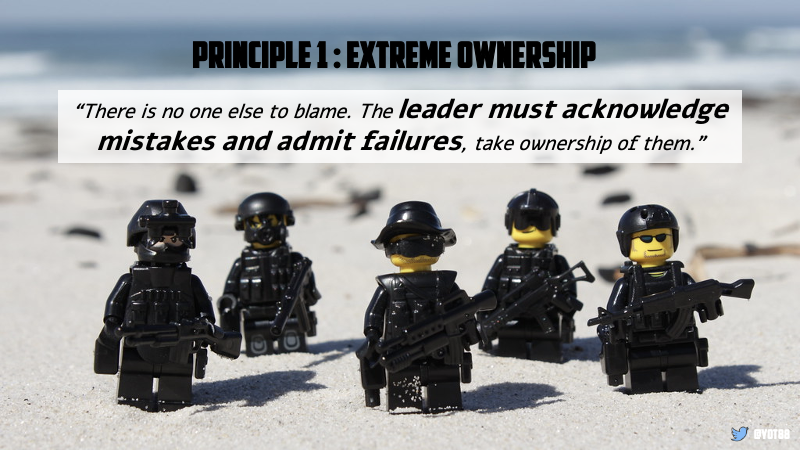 PRINCIPLE 1 : EXTREME OWNERSHIP
“There is no one else to blame. The leader must acknowledge
mistakes and admit failures, take ownership of them.”
@YOT88